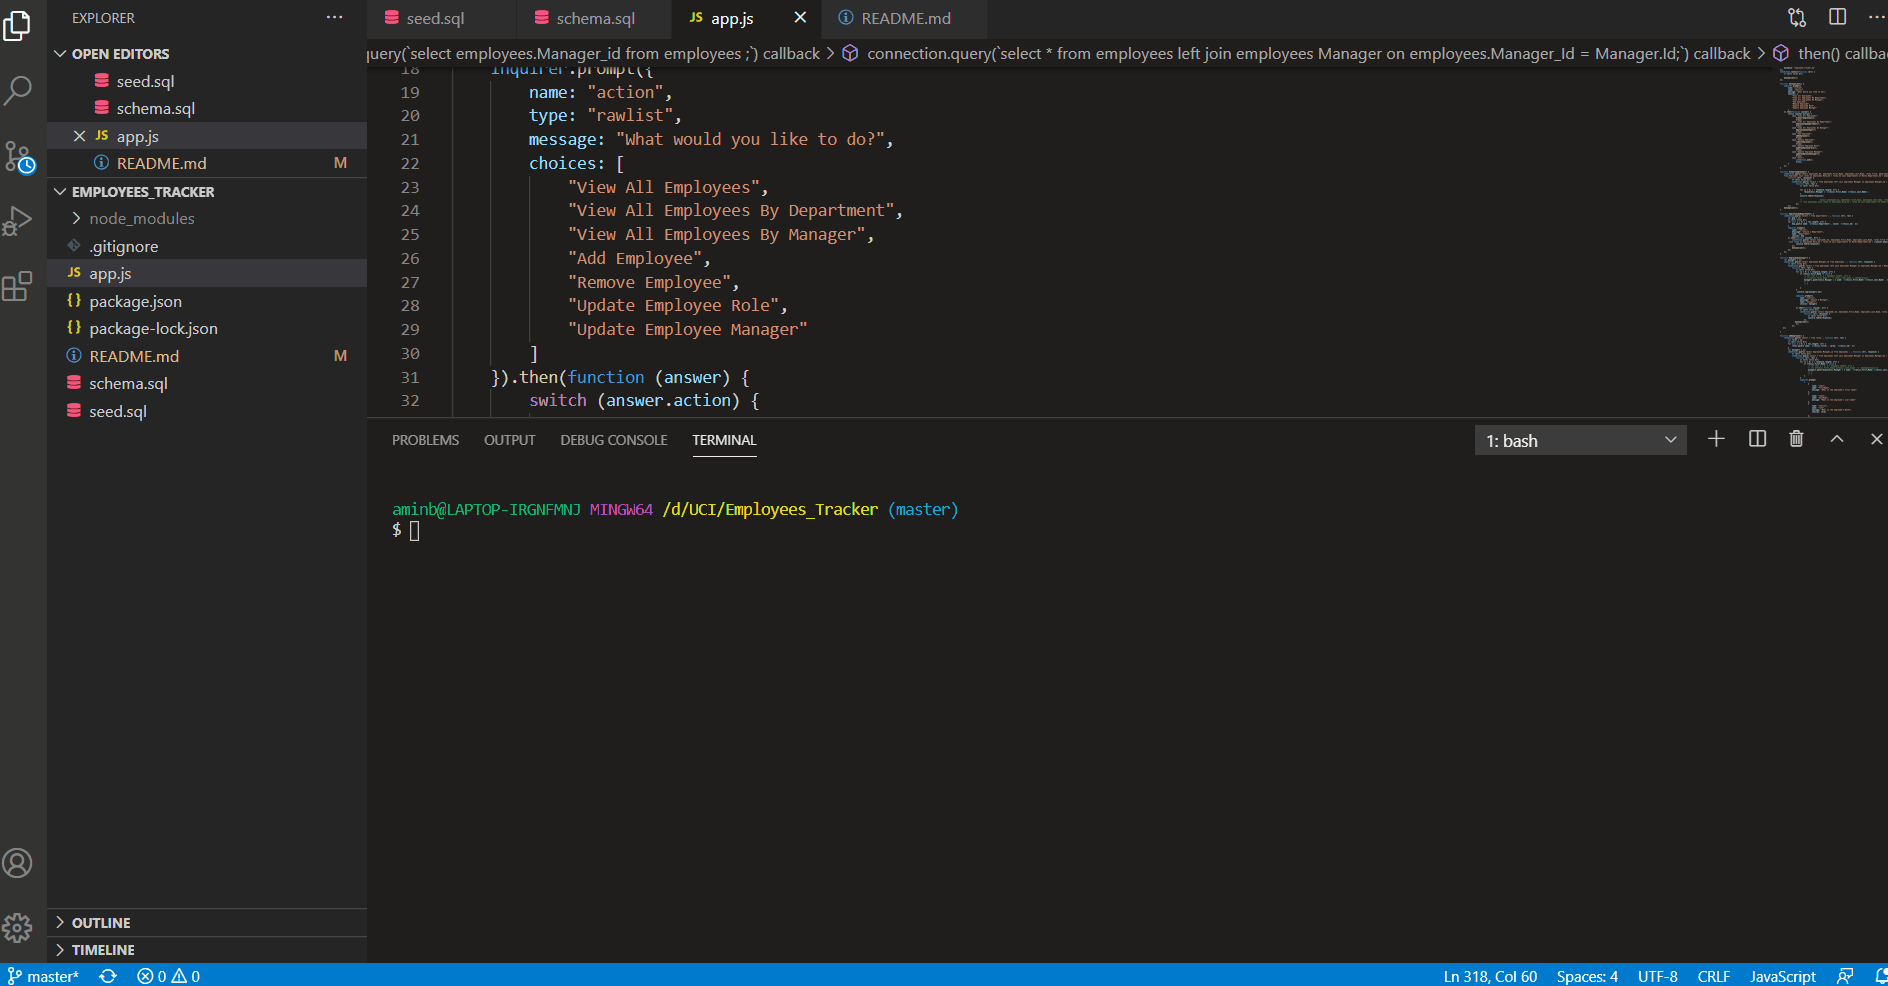 EXPLORER
OPEN EDITORS
seed.sql
schema.sql
JS app.js
README.md M
EMPLOYEES_TRACKER
node_modules
.gitignore
JS app.js
{} package.json
{} package-lock.json
README.md M
schema.sql
seed.sql
OUTLINE
TIMELINE
seed.sql schema.sql JS app.js README.md
query(`select employees.Manager_id from employees ;`) callback > connection.query(`select * from employees left join employees Manager on employees.Manager_Id = Manager.Id;`) callback > then() callba
18 inquirer.prompt({
19 name: "action",
20 type: "rawlist",
21 message: "What would you like to do?",
22 choices: [
23 "View All Employees",
24 "View All Employees By Department",
25 "View All Employees By Manager",
26 "Add Employee",
27 "Remove Employee",
28 "Update Employee Role",
29 "Update Employee Manager"
30 ]
31 }).then(function (answer) {
32 switch (answer.action) {
PROBLEMS OUTPUT DEBUG CONSOLE TERMINAL 1: bash
aminb@LAPTOP-IRGNFMNJ MINGW64 /d/UCI/Employees_Tracker (master)
$
master* 0 0 Ln 318, Col 60 Spaces: 4 UTF-8 CRLF JavaScript